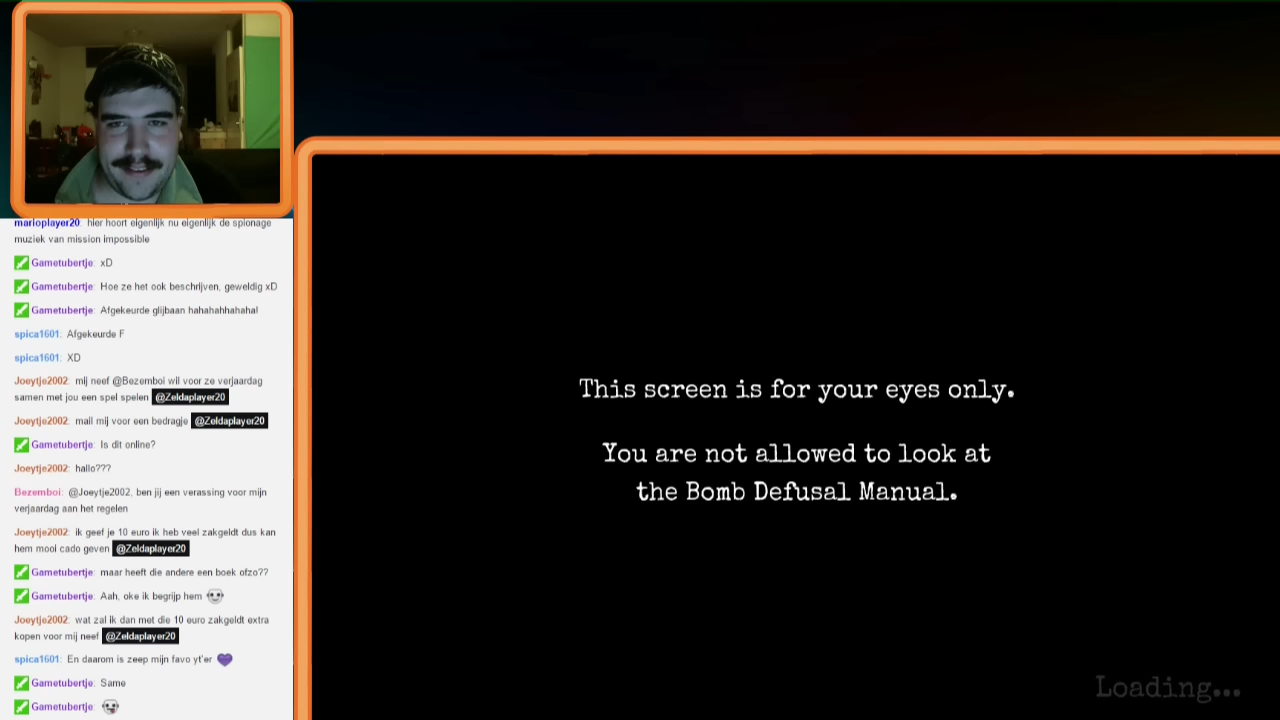 marioplayer20: hier hoort eigenlijk nu eigenlijk de spionage
muziek van mission impossible
Gametubertje: xD
Gametubertje: Hoe ze het ook beschrijven, geweldig xD
Gametubertje: Afgekeurde glijbaan hahahahhahaha!
spica1601: Afgekeurde F
spica1601: XD
Joeytje2002: mij neef @Bezemboi wil voor ze verjaardag
samen met jou een spel spelen @Zeldaplayer20
Joeytje2002: mail mij voor een bedragje @Zeldaplayer20
Gametubertje: Is dit online?
Joeytje2002: hallo???
Bezemboi: @Joeytje2002, ben jij een verassing voor mijn
verjaardag aan het regelen
Joeytje2002: ik geef je 10 euro ik heb veel zakgeldt dus kan
hem mooi cado geven @Zeldaplayer20
Gametubertje: maar heeft die andere een boek ofzo??
Gametubertje: Aah, oke ik begrijp hem
Joeytje2002: wat zal ik dan met die 10 euro zakgeldt extra
kopen voor mij neef @Zeldaplayer20
spica1601: En daarom is zeep mijn favo yt'er
Gametubertje: Same
Gametubertje:
This screen is for your eyes only.
You are not allowed to look at
the Bomb Defusal Manual.
Loading...